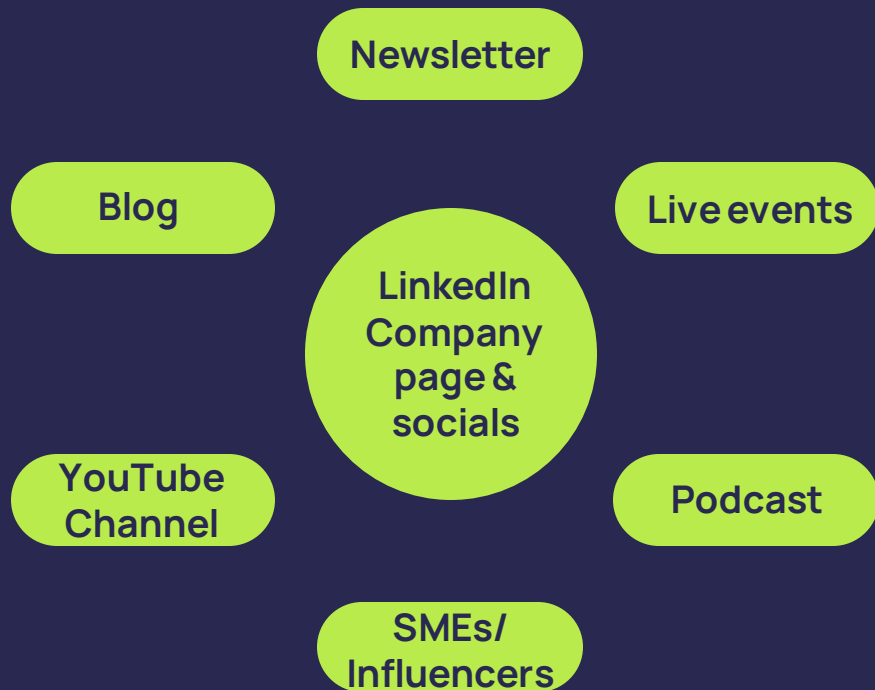 Newsletter
Blog
Live events
LinkedIn
Company
page &
socials
YouTube
Channel
Podcast
SMEs/
Influencers